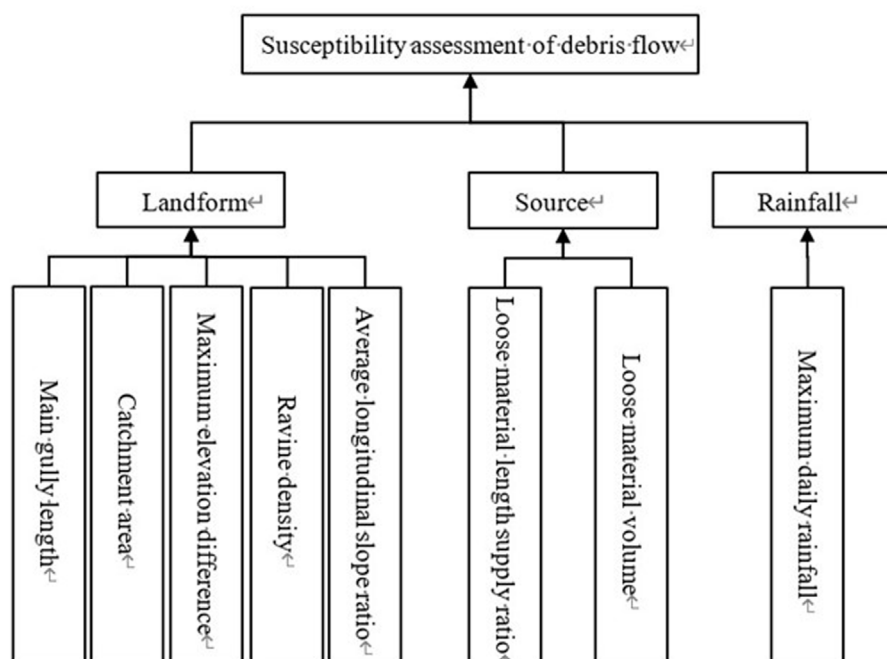 Susceptibility assessment of debris flow↵
Landform↵
Source↵
Rainfall↵
Main·gully·length↵
Catchment·area↵
Maximum·elevation·difference↵
Ravine·density↵
Average·longitudinal·slope·ratio↵
Loose·material·length·supply·ratio↵
Loose·material·volume↵
Maximum·daily·rainfall↵